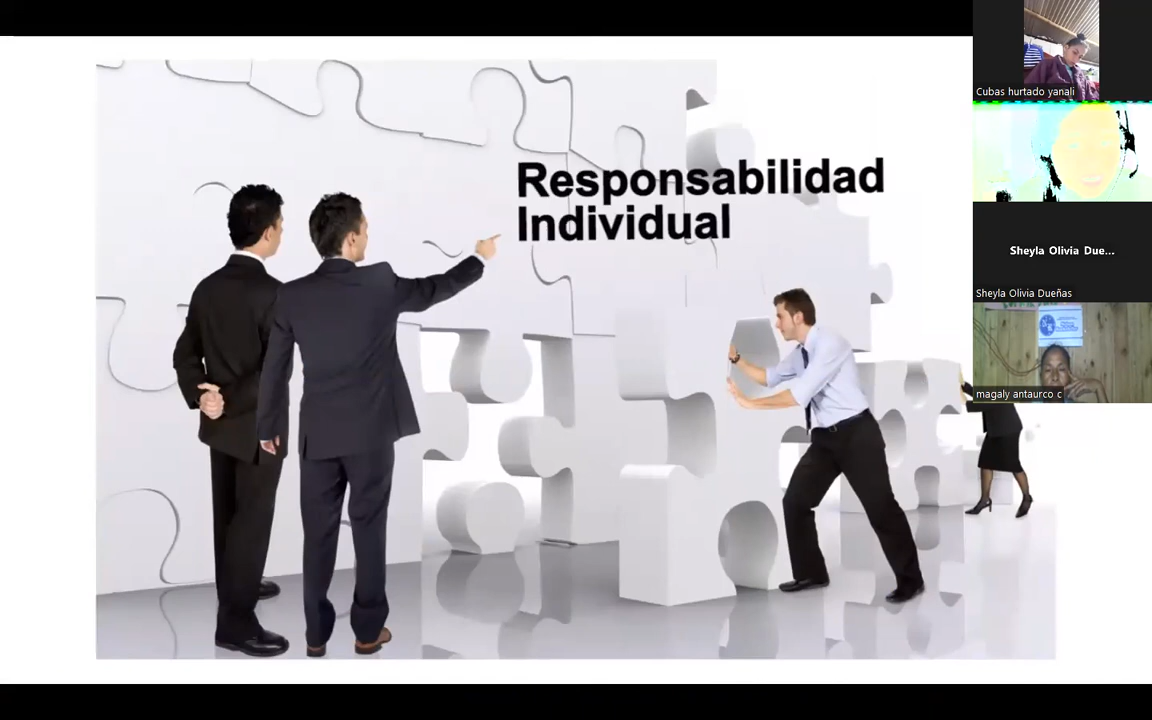 Responsabilidad
Individual
Cubas hurtado yanali
Sheyla Olivia Due...
Sheyla Olivia Dueñas
magaly antaurco c